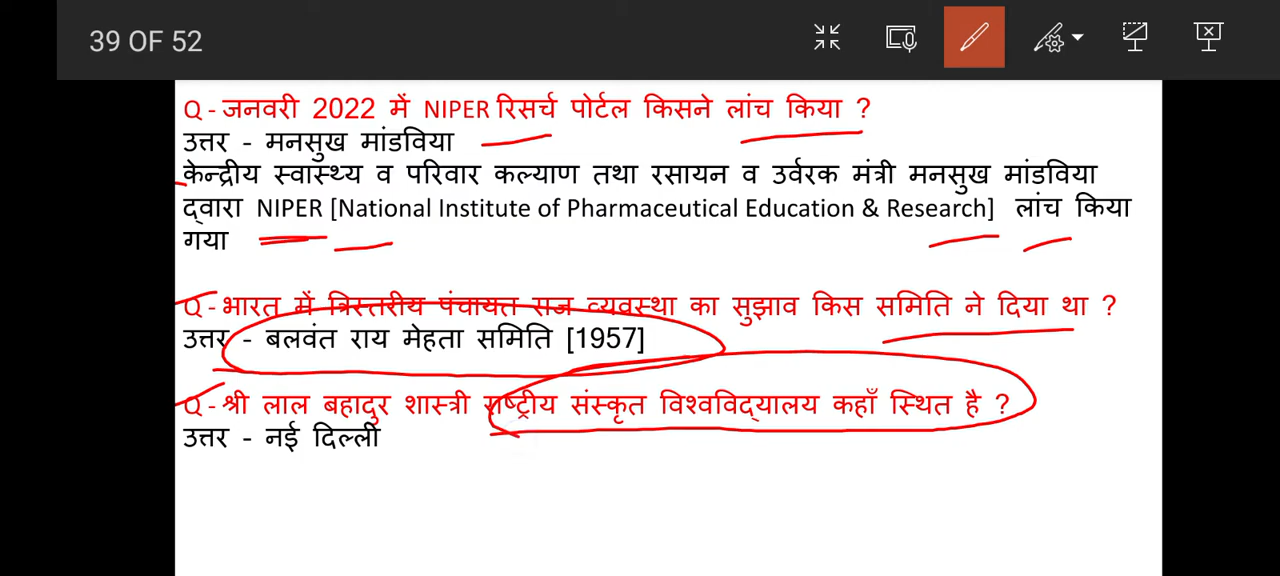 39 OF 52
Q - जनवरी 2022 में NIPER रिसर्च पोर्टल किसने लांच किया ?
उत्तर - मनसुख मांडविया
केन्द्रीय स्वास्थ्य व परिवार कल्याण तथा रसायन व उर्वरक मंत्री मनसुख मांडविया
द्वारा NIPER [National Institute of Pharmaceutical Education & Research] लांच किया
गया
Q - भारत में त्रिस्तरीय पंचायत राज व्यवस्था का सुझाव किस समिति ने दिया था ?
उत्तर - बलवंत राय मेहता समिति [1957]
Q - श्री लाल बहादुर शास्त्री राष्ट्रीय संस्कृत विश्वविद्यालय कहाँ स्थित है ?
उत्तर - नई दिल्ली